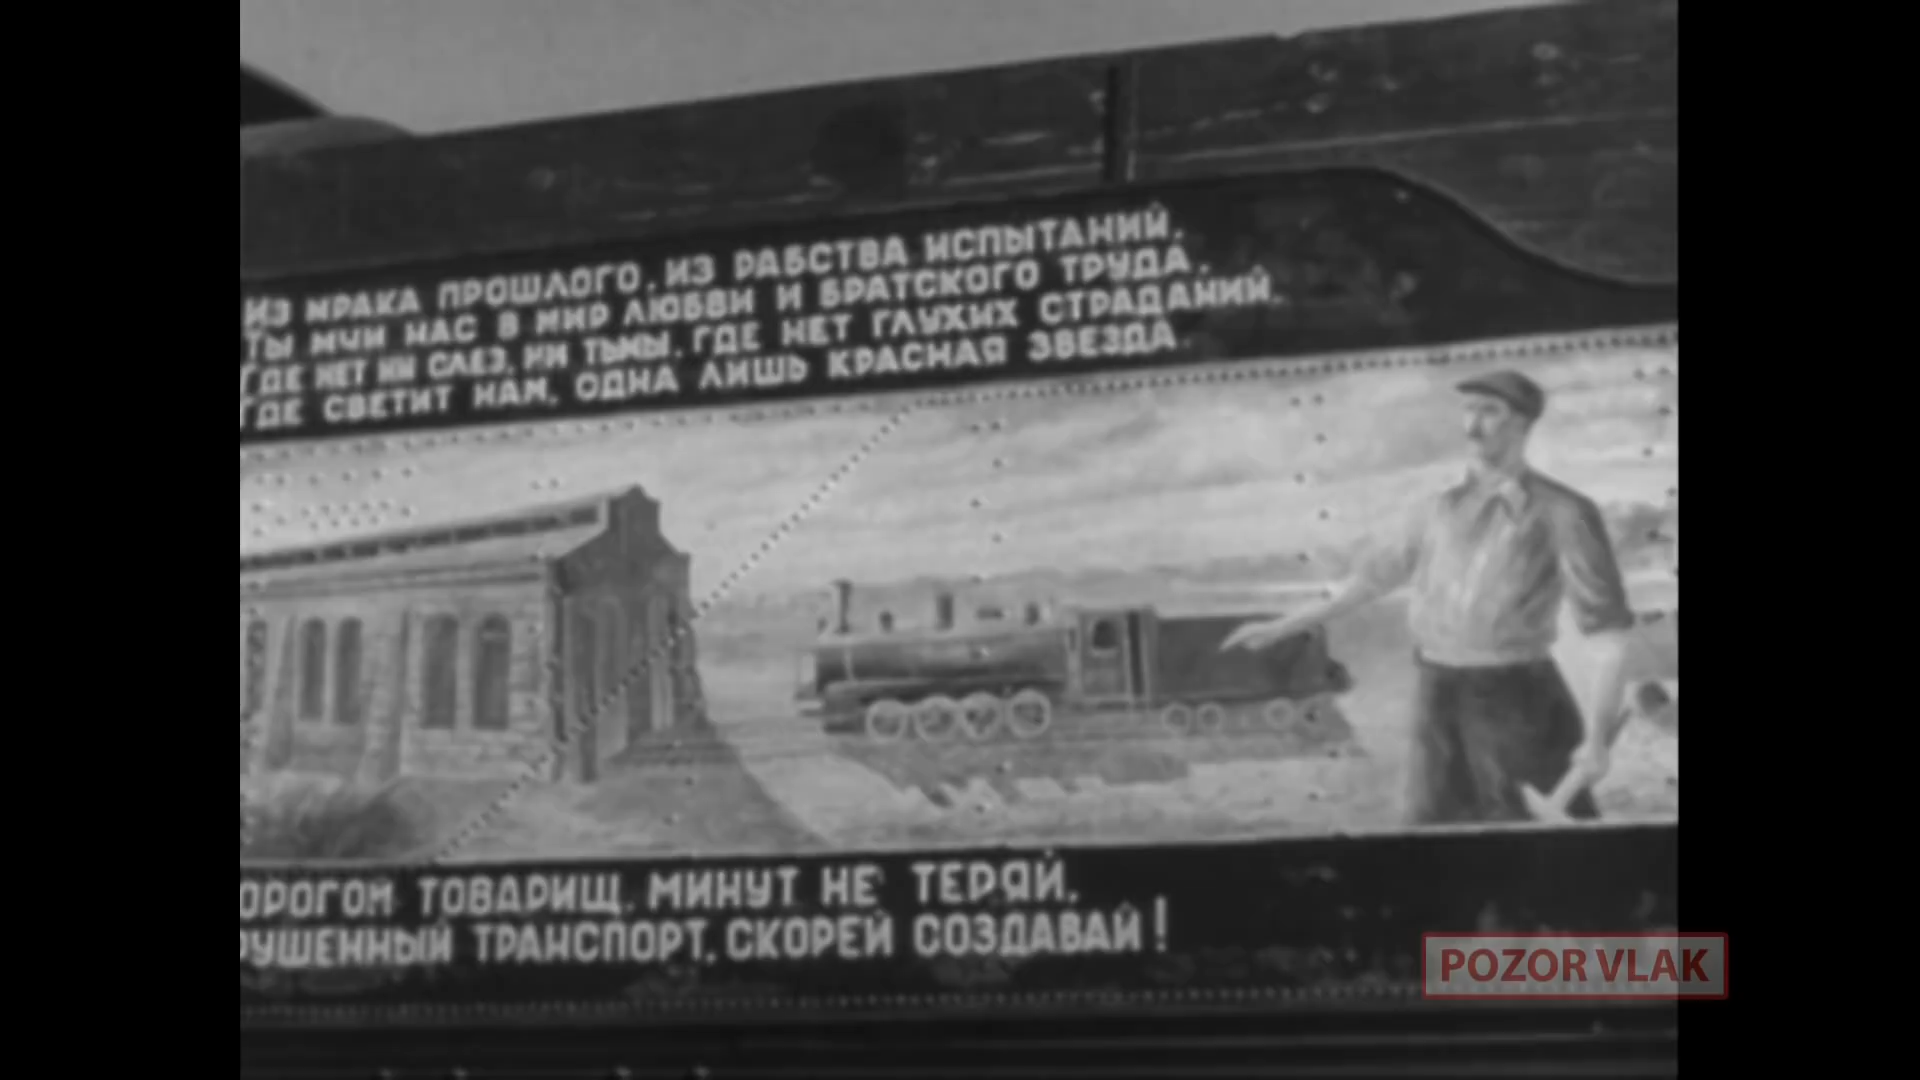 ИЗ МРАКА ПРОШЛОГО, ИЗ РАБСТВА ИСПЫТАНИЙ,
ТЫ МЧИ НАС В МИР ЛЮБВИ И БРАТСКОГО ТРУДА,
ГДЕ НЕТ НИ СЛЕЗ, НИ ТЬМЫ, ГДЕ НЕТ ГЛУХИХ СТРАДАНИЙ,
ГДЕ СВЕТИТ НАМ, ОДНА ЛИШЬ КРАСНАЯ ЗВЕЗДА.
ОРОГОМ ТОВАРИЩ, МИНУТ НЕ ТЕРЯЙ,
РУШЕННЫЙ ТРАНСПОРТ, СКОРЕЙ СОЗДАВАЙ!
POZOR VLAK